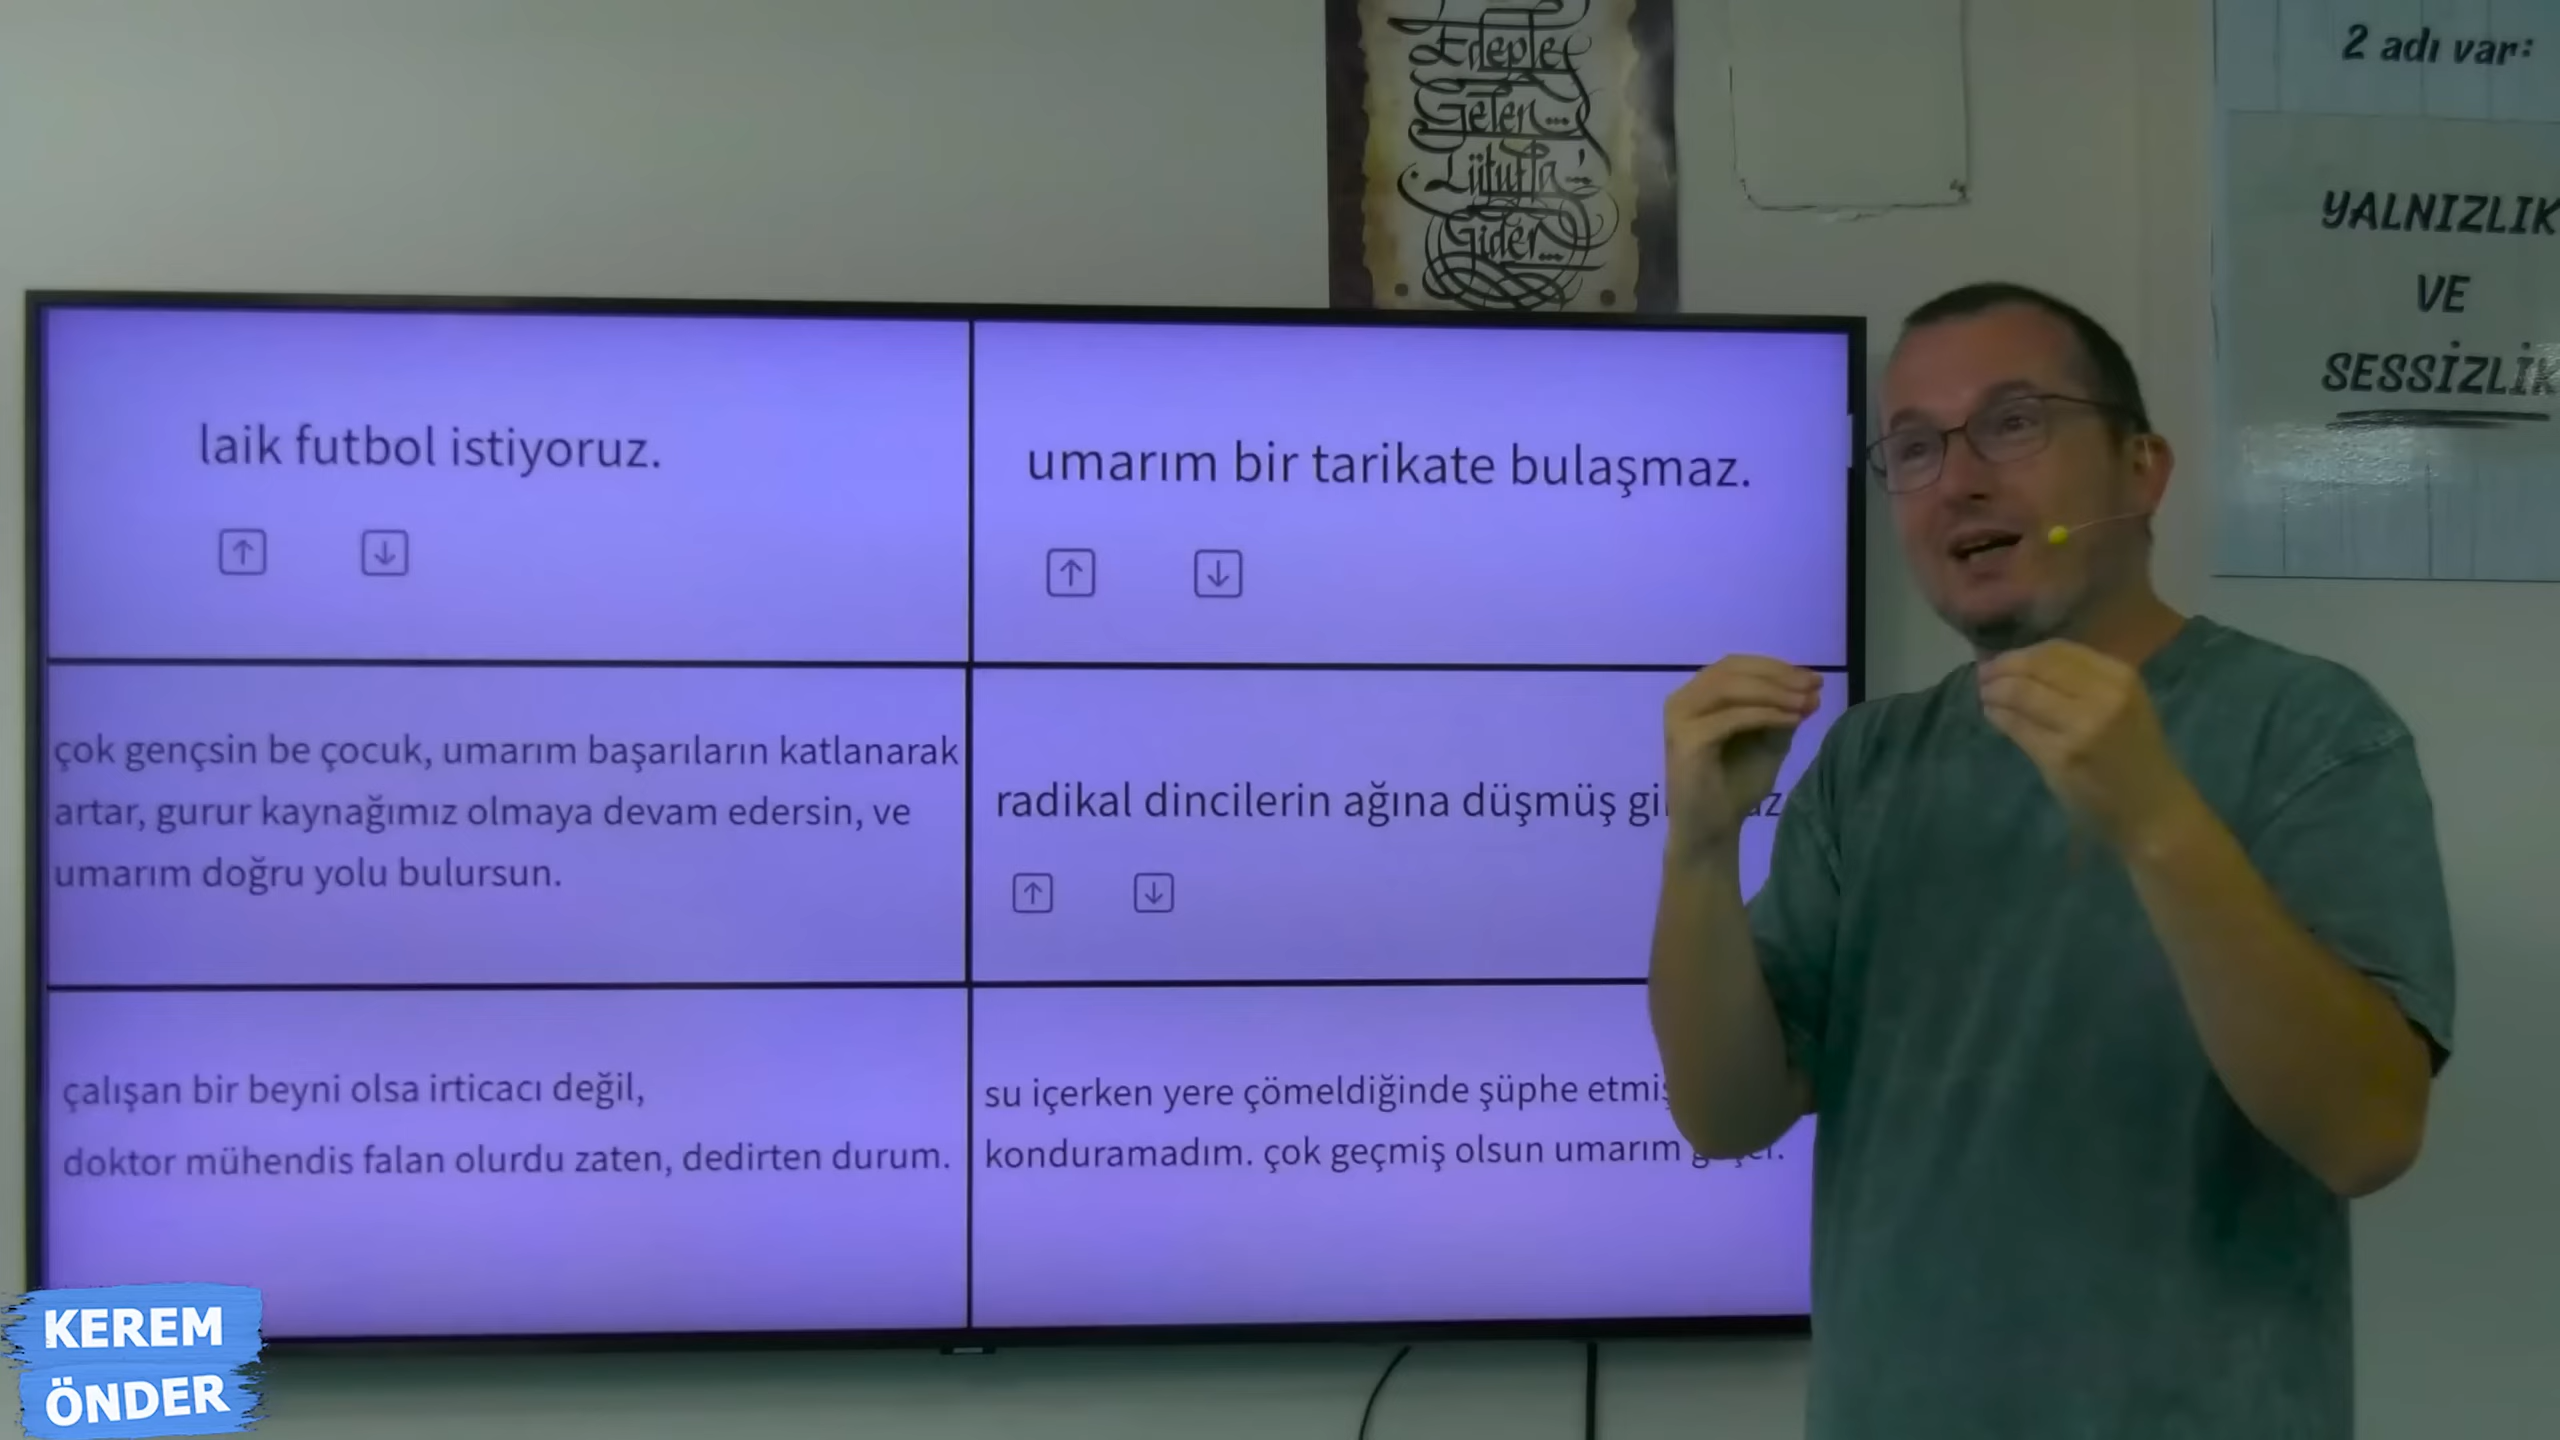 Edeple
Gelen...
Lütufla
Gider...
2 adı var:
YALNIZLIK
VE
SESSİZLİK
laik futbol istiyoruz.
umarım bir tarikate bulaşmaz.
çok gençsin be çocuk, umarım başarıların katlanarak
artar, gurur kaynağımız olmaya devam edersin, ve
umarım doğru yolu bulursun.
radikal dincilerin ağına düşmüş
çalışan bir beyni olsa irticacı değil,
doktor mühendis falan olurdu zaten, dedirten durum.
su içerken yere çömeldiğinde şüphe
konduramadım. çok geçmiş olsun umarım
KEREM
ÖNDER